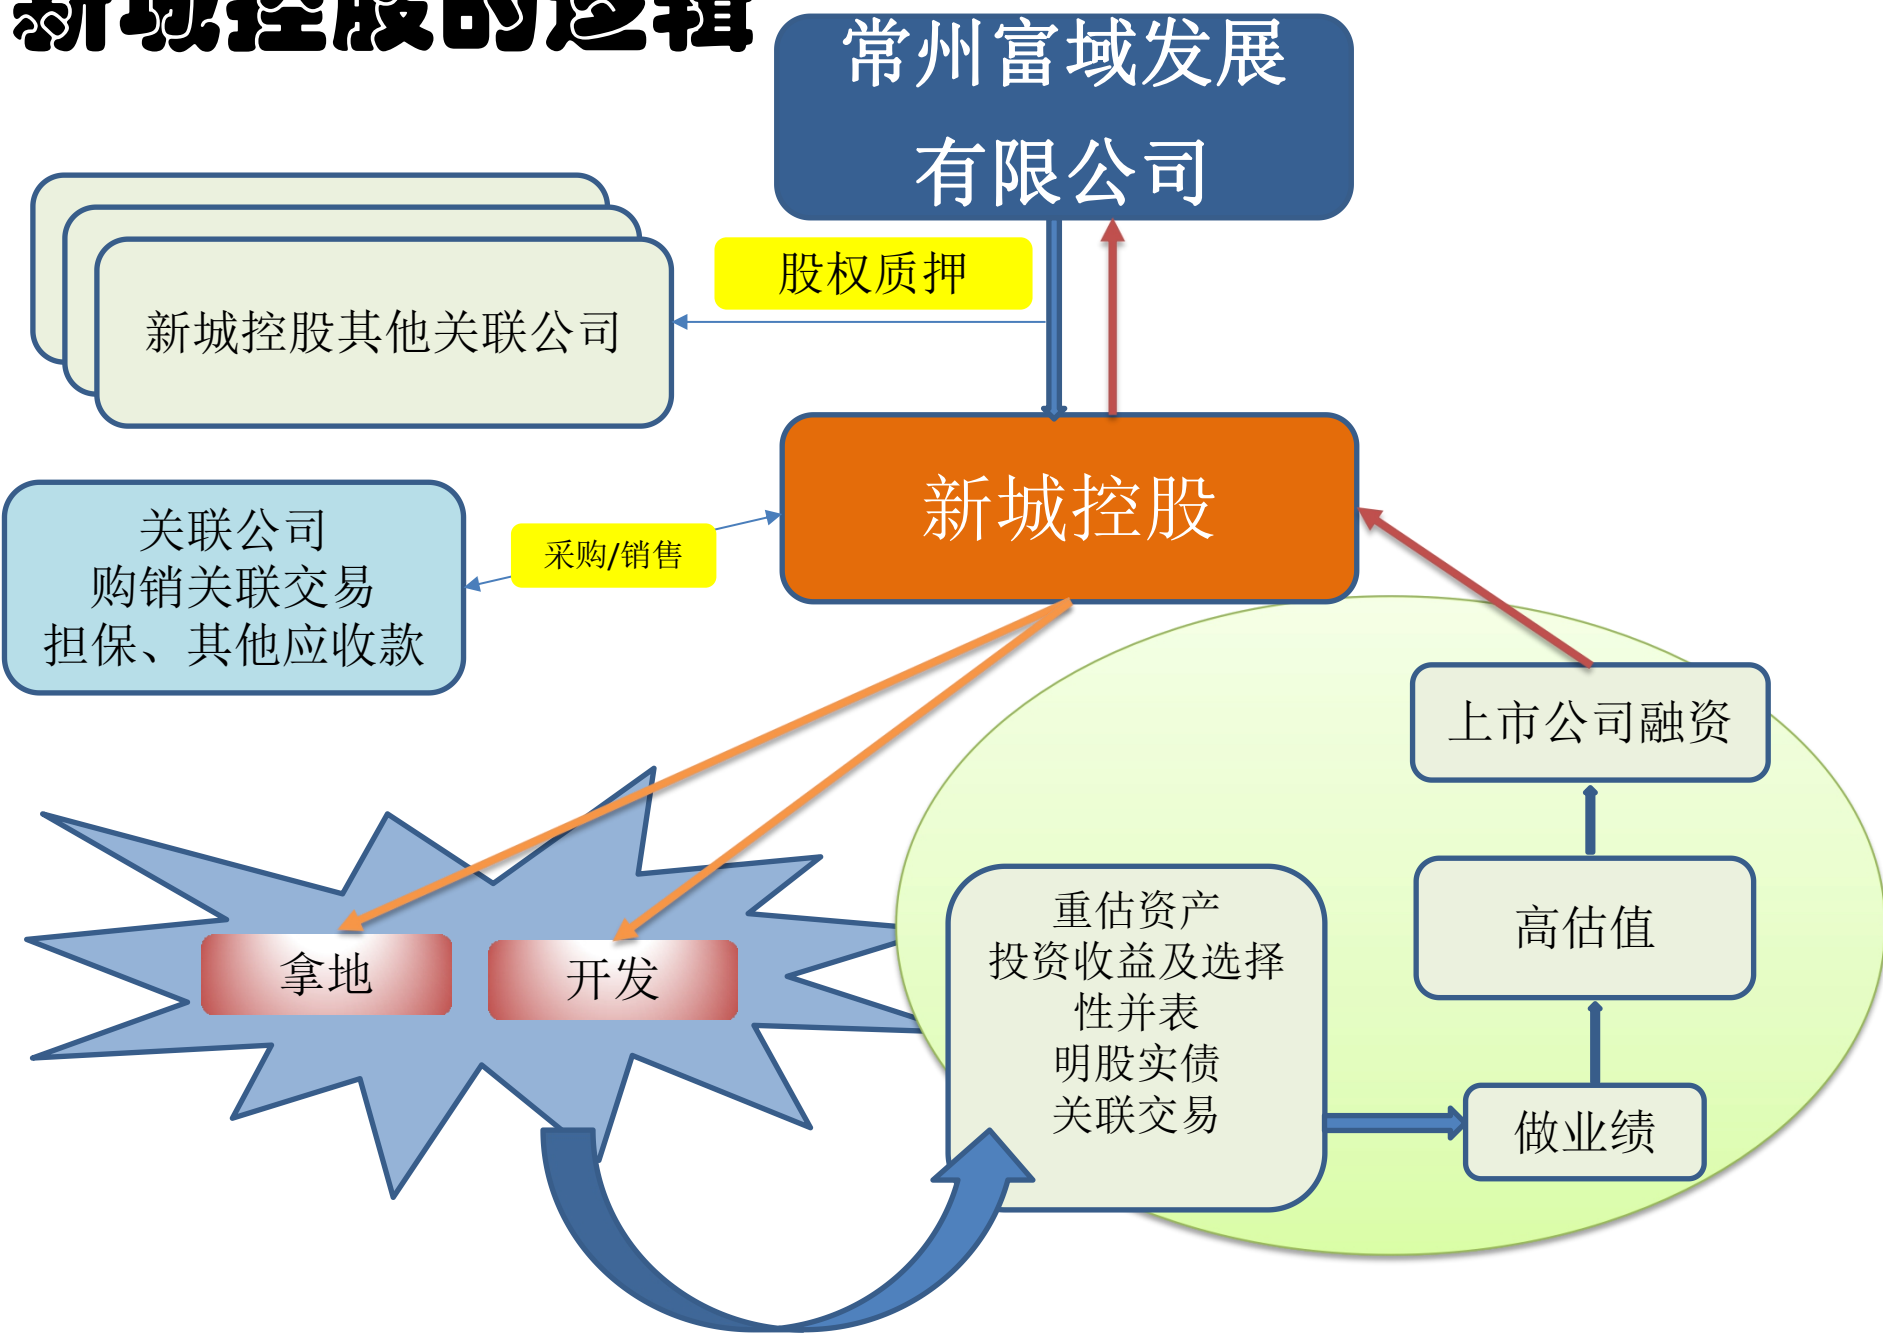 新城控股的逻辑
常州富域发展
有限公司
股权质押
新城控股其他关联公司
新城控股
关联公司
购销关联交易
担保、其他应收款
采购/销售
上市公司融资
高估值
做业绩
重估资产
投资收益及选择
性并表
明股实债
关联交易
拿地
开发